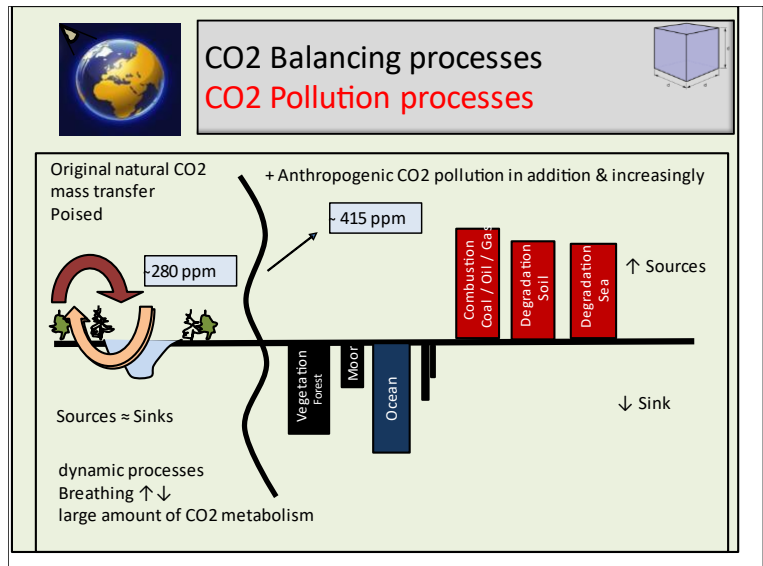 CO2 Balancing processes
CO2 Pollution processes
Original natural CO2
mass transfer
Poised
+ Anthropogenic CO2 pollution in addition & increasingly
~ 415 ppm
~280 ppm
Combustion
Coal / Oil / Gas
Degradation
Soil
Degradation
Sea
↑ Sources
Vegetation
Forest
Moor
Ocean
↓ Sink
Sources ≈ Sinks
dynamic processes
Breathing ↑↓
large amount of CO2 metabolism